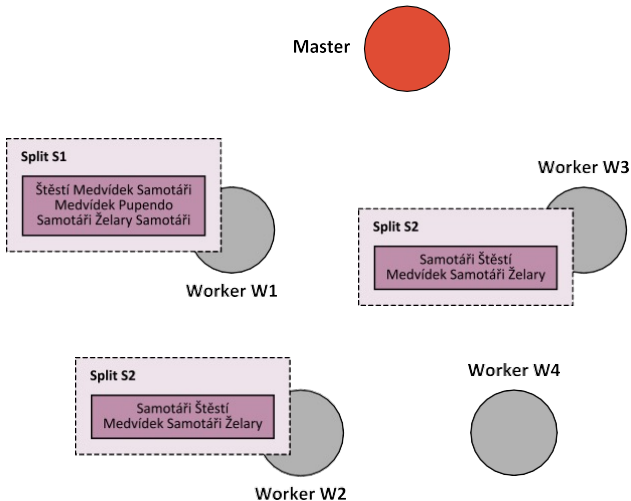 Master
Split S1
Štěstí Medvídek Samotáři
Medvídek Pupendo
Samotáři Želary Samotáři
Worker W1
Worker W3
Split S2
Samotáři Štěstí
Medvídek Samotáři Želary
Split S2
Samotáři Štěstí
Medvídek Samotáři Želary
Worker W2
Worker W4